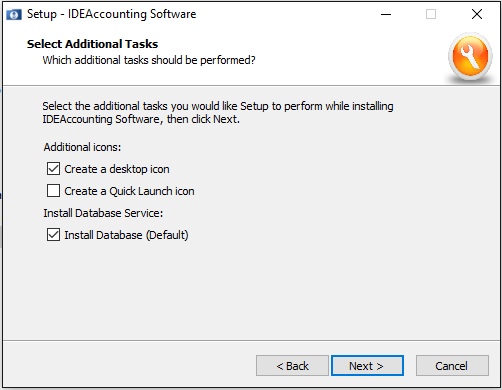 Setup - IDEAccounting Software
Select Additional Tasks
Which additional tasks should be performed?
Select the additional tasks you would like Setup to perform while installing
IDEAccounting Software, then click Next.
Additional icons:
Create a desktop icon
Create a Quick Launch icon
Install Database Service:
Install Database (Default)
< Back Next > Cancel